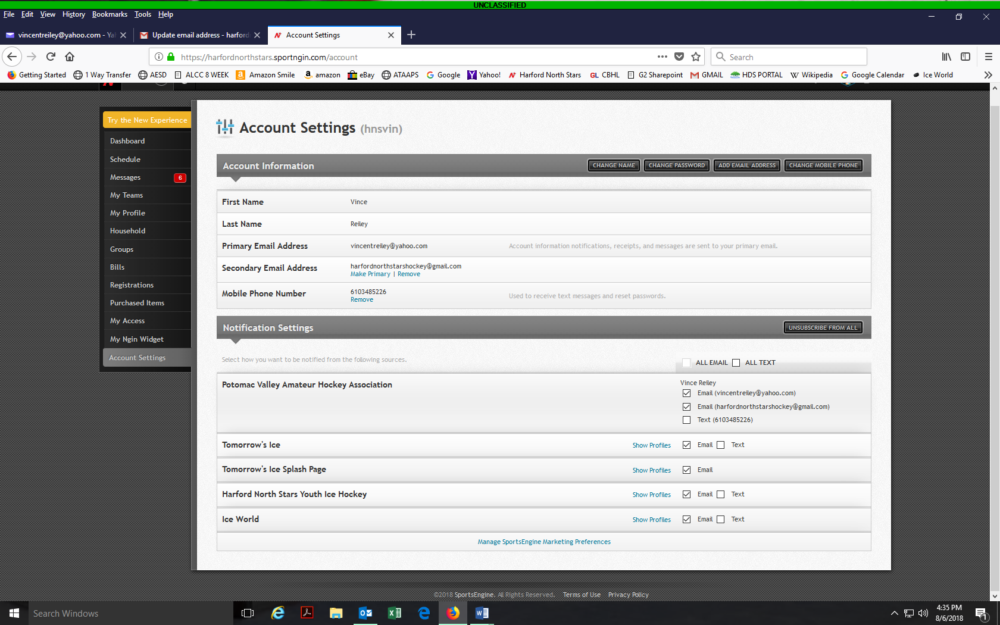 UNCLASSIFIED
File Edit View History Bookmarks Tools Help
vincentreiley@yahoo.com - Ya
Update email address - harford
Account Settings
https://harfordnorthstars.sportngin.com/account
Search
Getting Started 1 Way Transfer AESD ALCC 8 WEEK Amazon Smile amazon eBay ATAAPS Google Yahoo! Harford North Stars CBHL G2 Sharepoint GMAIL HDS PORTAL Wikipedia Google Calendar Ice World
Try the New Experience
Dashboard
Schedule
Messages 6
My Teams
My Profile
Household
Groups
Bills
Registrations
Purchased Items
My Access
My Ngin Widget
Account Settings
Account Settings (hnsvin)
Account Information CHANGE NAME CHANGE PASSWORD ADD EMAIL ADDRESS CHANGE MOBILE PHONE
First Name Vince
Last Name Reiley
Primary Email Address vincentreiley@yahoo.com Account information notifications, receipts, and messages are sent to your primary email.
Secondary Email Address harfordnorthstarshockey@gmail.com
Make Primary | Remove
Mobile Phone Number 6103485226 Used to receive text messages and reset passwords.
Remove
Notification Settings UNSUBSCRIBE FROM ALL
Select how you want to be notified from the following sources. ALL EMAIL ALL TEXT
Potomac Valley Amateur Hockey Association Vince Reiley
Email (vincentreiley@yahoo.com)
Email (harfordnorthstarshockey@gmail.com)
Text (6103485226)
Tomorrow's Ice Show Profiles Email Text
Tomorrow's Ice Splash Page Show Profiles Email
Harford North Stars Youth Ice Hockey Show Profiles Email Text
Ice World Show Profiles Email Text
Manage SportsEngine Marketing Preferences
©2018 SportsEngine. All Rights Reserved. Terms of Use Privacy Policy
Search Windows
4:35 PM
8/6/2018
1